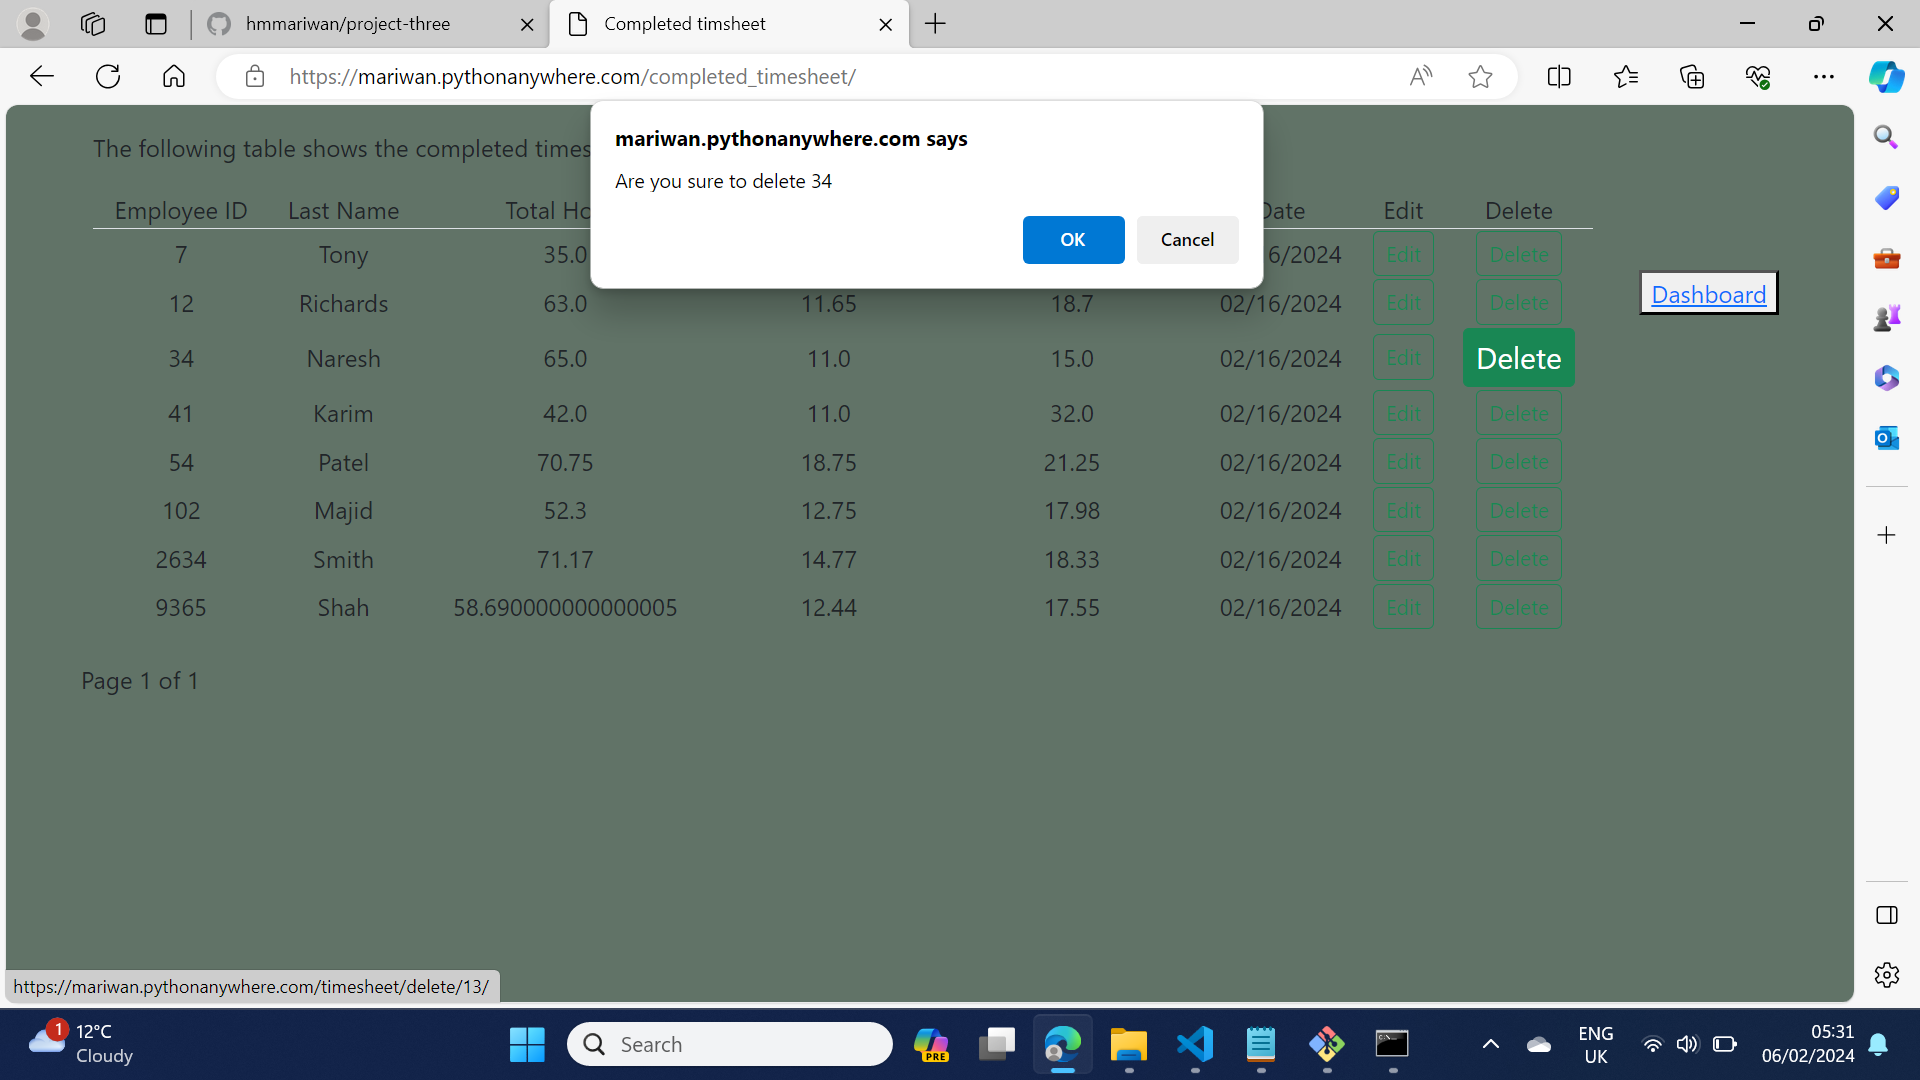 hmmariwan/project-three
Completed timsheet
https://mariwan.pythonanywhere.com/completed_timesheet/
mariwan.pythonanywhere.com says
Are you sure to delete 34
OK Cancel
The following table shows the completed times
Employee ID Last Name Total Ho Date Edit Delete
7 Tony 35.0 6/2024 Edit Delete
12 Richards 63.0 11.65 18.7 02/16/2024 Edit Delete
Dashboard
34 Naresh 65.0 11.0 15.0 02/16/2024 Edit Delete
41 Karim 42.0 11.0 32.0 02/16/2024 Edit Delete
54 Patel 70.75 18.75 21.25 02/16/2024 Edit Delete
102 Majid 52.3 12.75 17.98 02/16/2024 Edit Delete
2634 Smith 71.17 14.77 18.33 02/16/2024 Edit Delete
9365 Shah 58.690000000000005 12.44 17.55 02/16/2024 Edit Delete
Page 1 of 1
https://mariwan.pythonanywhere.com/timesheet/delete/13/
1
12°C
Cloudy
Search
PRE
ENG
UK
05:31
06/02/2024